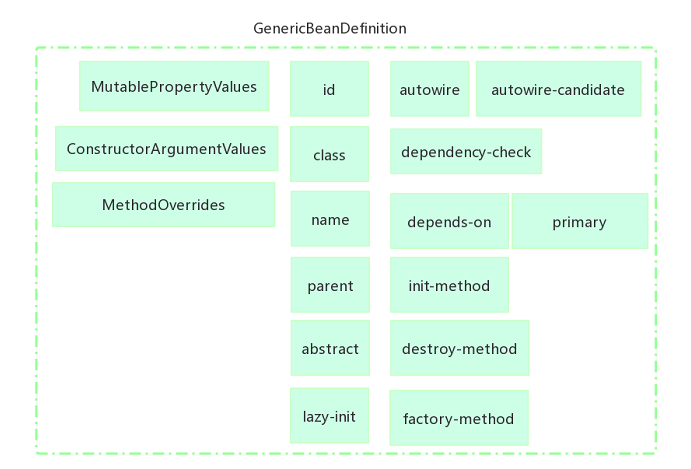 GenericBeanDefinition
MutablePropertyValues
id
autowire
autowire-candidate
ConstructorArgumentValues
class
dependency-check
MethodOverrides
name
depends-on
primary
parent
init-method
abstract
destroy-method
lazy-init
factory-method